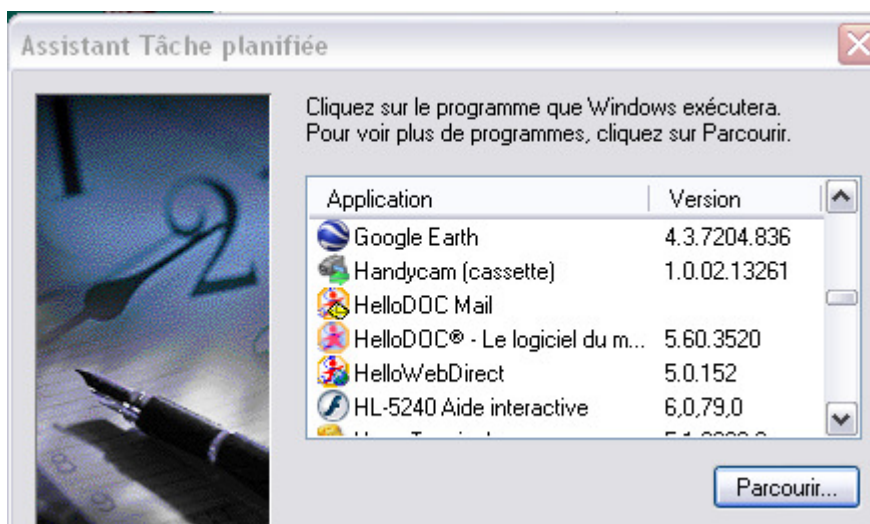 Assistant Tâche planifiée
Cliquez sur le programme que Windows exécutera.
Pour voir plus de programmes, cliquez sur Parcourir.
Application Version
Google Earth 4.3.7204.836
Handycam (cassette) 1.0.02.13261
HelloDOC Mail
HelloDOC® - Le logiciel du m... 5.60.3520
HelloWebDirect 5.0.152
HL-5240 Aide interactive 6,0,79,0
Parcourir...